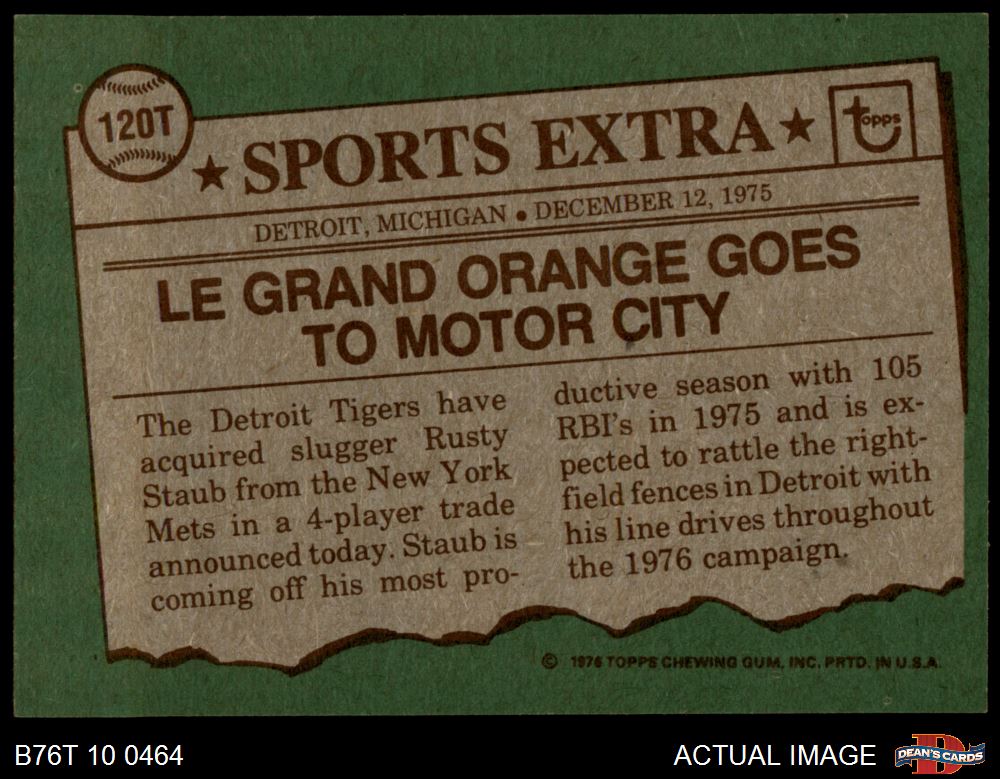 120T
★ SPORTS EXTRA ★
topps
DETROIT, MICHIGAN • DECEMBER 12, 1975
LE GRAND ORANGE GOES
TO MOTOR CITY
The Detroit Tigers have
acquired slugger Rusty
Staub from the New York
Mets in a 4-player trade
announced today. Staub is
coming off his most pro-
ductive season with 105
RBI's in 1975 and is ex-
pected to rattle the right-
field fences in Detroit with
his line drives throughout
the 1976 campaign.
© 1976 TOPPS CHEWING GUM, INC. PRTD. IN U.S.A.
B76T 10 0464
ACTUAL IMAGE
DEAN'S CARDS